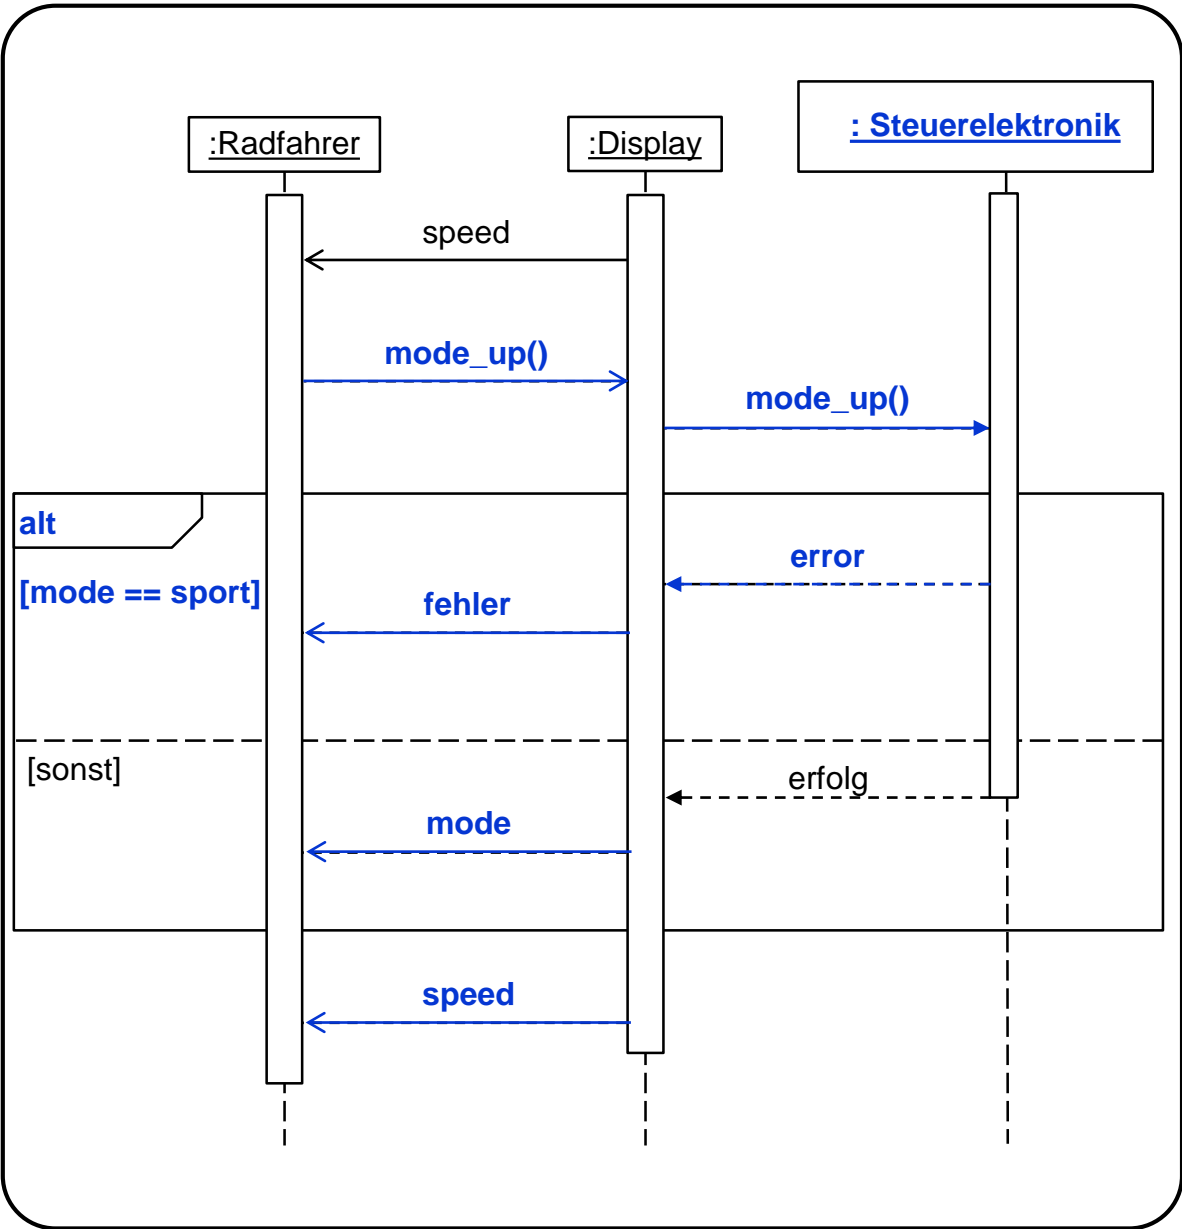 :Radfahrer
:Display
: Steuerelektronik
speed
mode_up()
mode_up()
alt
error
[mode == sport]
fehler
[sonst]
erfolg
mode
speed